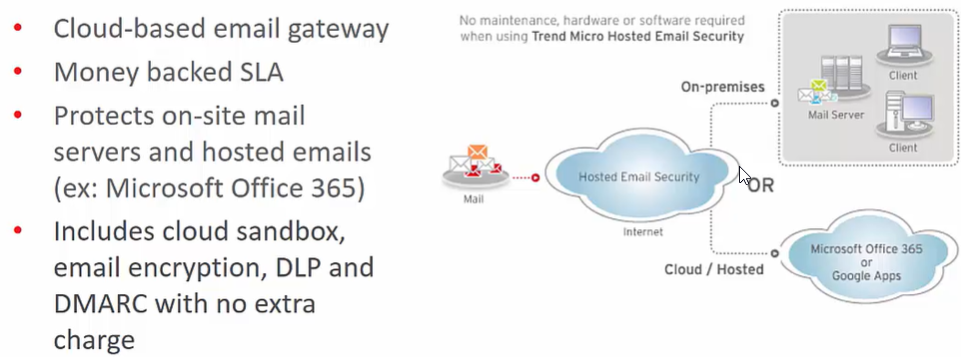 • Cloud-based email gateway
• Money backed SLA
• Protects on-site mail
servers and hosted emails
(ex: Microsoft Office 365)
• Includes cloud sandbox,
email encryption, DLP and
DMARC with no extra
charge
No maintenance, hardware or software required
when using Trend Micro Hosted Email Security
Mail
Hosted Email Security
Internet
On-premises
Mail Server
Client
Client
OR
Cloud / Hosted
Microsoft Office 365
or
Google Apps